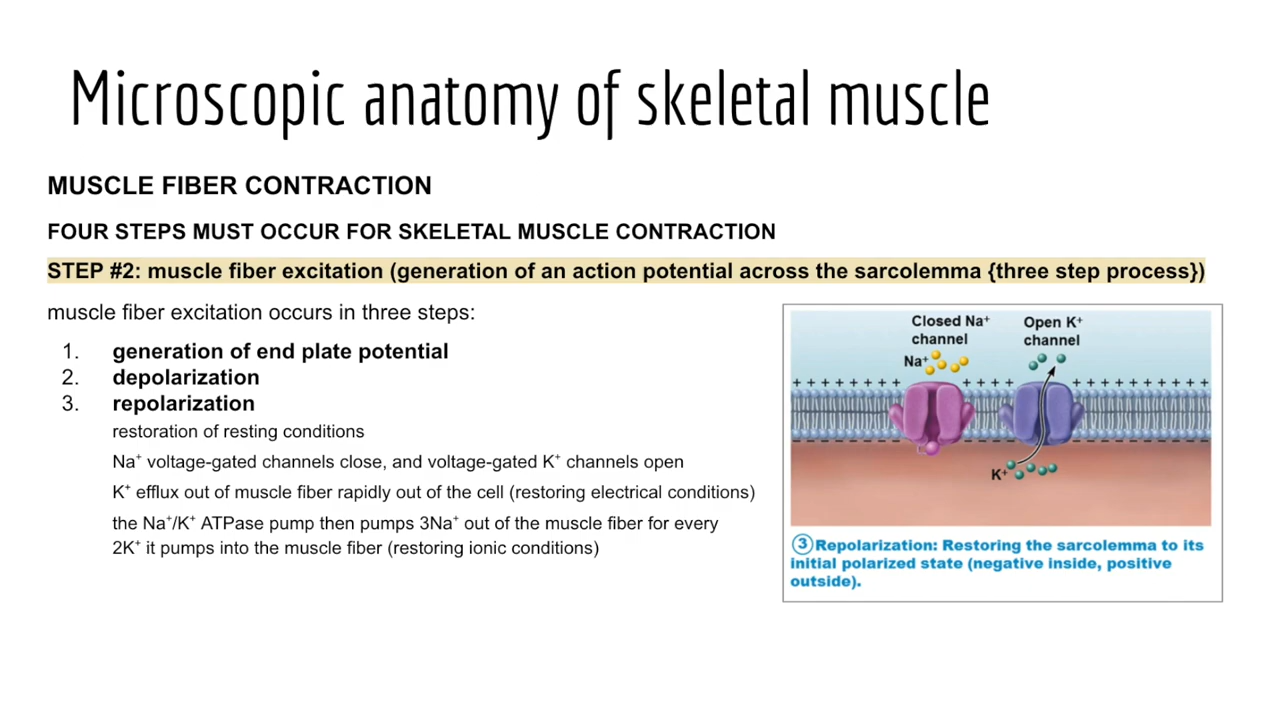 Microscopic anatomy of skeletal muscle
MUSCLE FIBER CONTRACTION
FOUR STEPS MUST OCCUR FOR SKELETAL MUSCLE CONTRACTION
STEP #2: muscle fiber excitation (generation of an action potential across the sarcolemma {three step process})
muscle fiber excitation occurs in three steps:
1. generation of end plate potential
2. depolarization
3. repolarization
restoration of resting conditions
Na⁺ voltage-gated channels close, and voltage-gated K⁺ channels open
K⁺ efflux out of muscle fiber rapidly out of the cell (restoring electrical conditions)
the Na⁺/K⁺ ATPase pump then pumps 3Na⁺ out of the muscle fiber for every
2K⁺ it pumps into the muscle fiber (restoring ionic conditions)
Closed Na⁺
channel
Open K⁺
channel
Na⁺
+ + + + + + + + + + + + + + + + + + + + + + + + + +
K⁺
③ Repolarization: Restoring the sarcolemma to its
initial polarized state (negative inside, positive
outside).